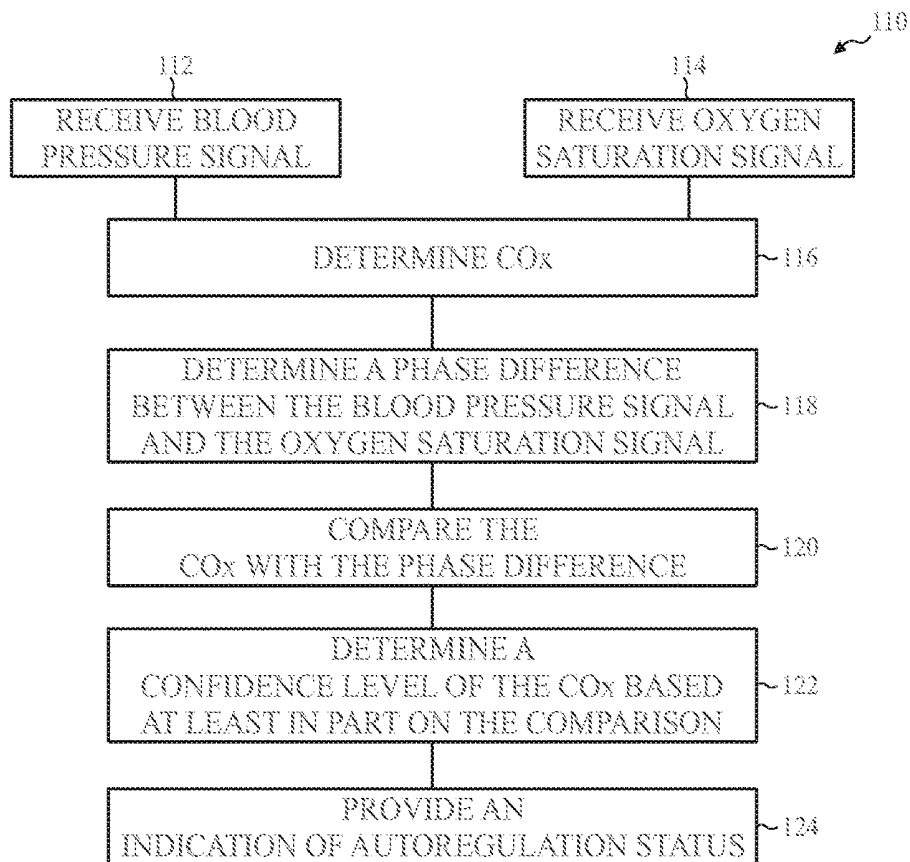 110
112
114
RECEIVE BLOOD
PRESSURE SIGNAL
RECEIVE OXYGEN
SATURATION SIGNAL
DETERMINE COx
116
DETERMINE A PHASE DIFFERENCE
BETWEEN THE BLOOD PRESSURE SIGNAL
AND THE OXYGEN SATURATION SIGNAL
118
COMPARE THE
COx WITH THE PHASE DIFFERENCE
120
DETERMINE A
CONFIDENCE LEVEL OF THE COx BASED
AT LEAST IN PART ON THE COMPARISON
122
PROVIDE AN
INDICATION OF AUTOREGULATION STATUS
124